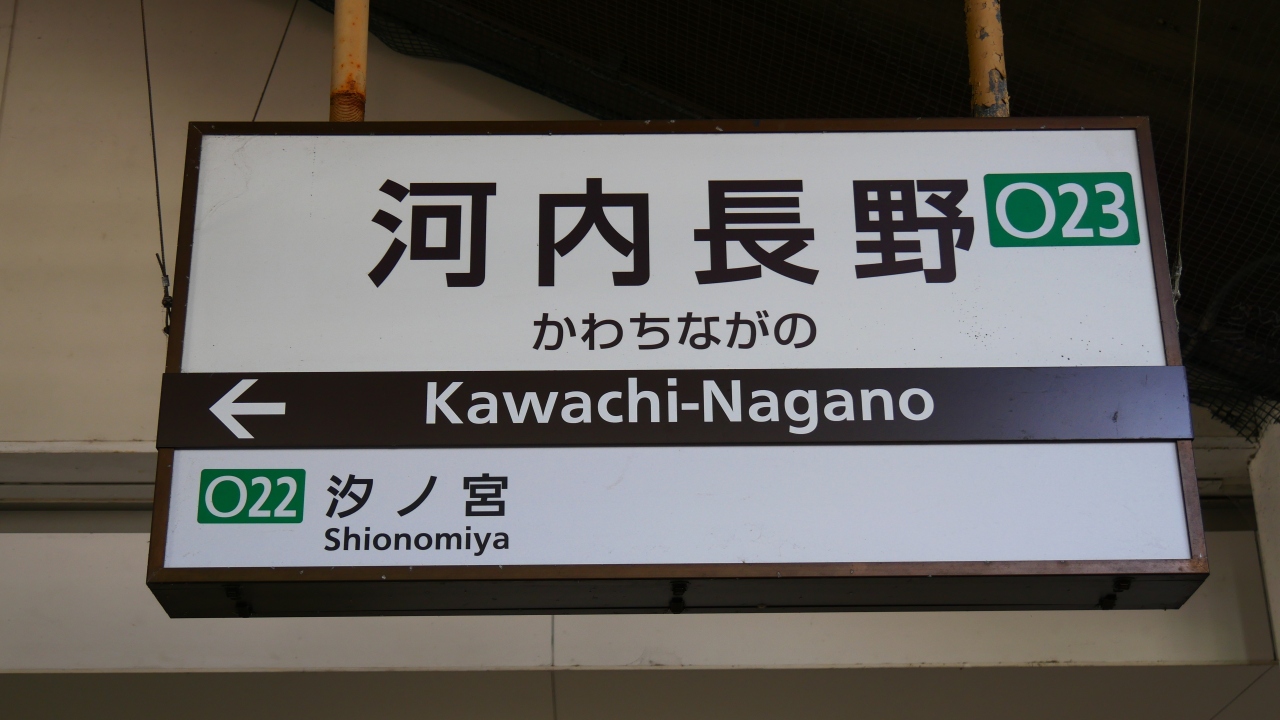 河内長野 O23
かわちながの
← Kawachi-Nagano
O22 汐ノ宮
Shionomiya